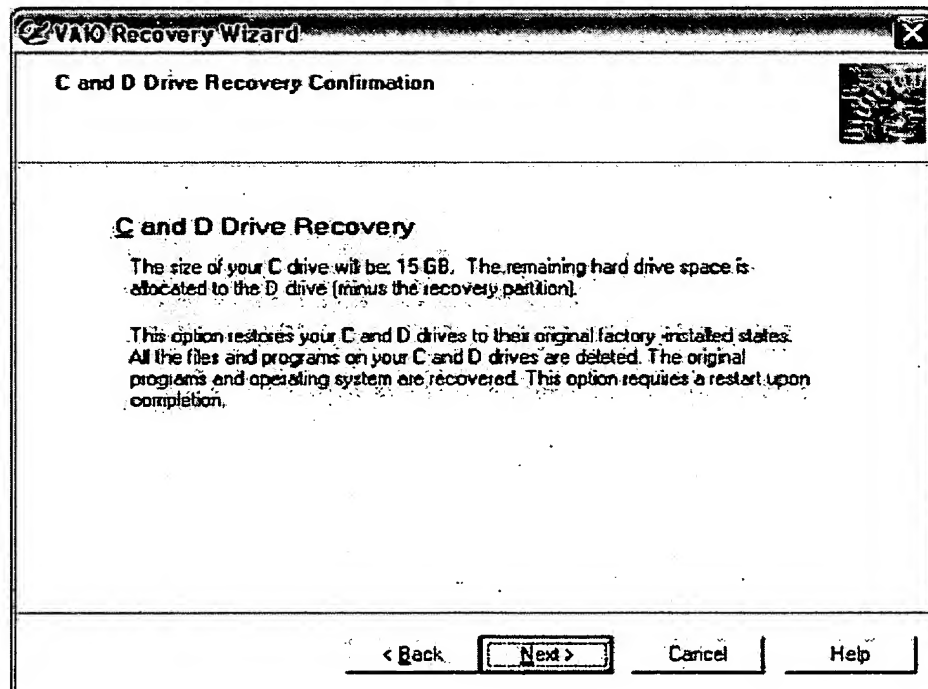 VAIO Recovery Wizard
C and D Drive Recovery Confirmation
C and D Drive Recovery
The size of your C drive will be: 15 GB. The remaining hard drive space is
allocated to the D drive (minus the recovery partition).
This option restores your C and D drives to their original factory-installed states.
All the files and programs on your C and D drives are deleted. The original
programs and operating system are recovered. This option requires a restart upon
completion.
< Back
Next >
Cancel
Help